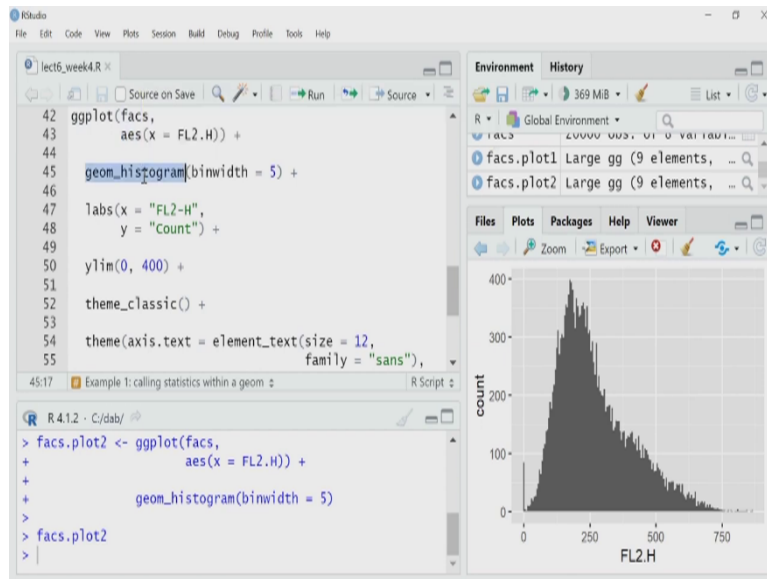 RStudio
File Edit Code View Plots Session Build Debug Profile Tools Help
lect6_week4.R
Source on Save Run Source
42 ggplot(facs,
43 aes(x = FL2.H)) +
44
45 geom_histogram(binwidth = 5) +
46
47 labs(x = "FL2-H",
48 y = "Count") +
49
50 ylim(0, 400) +
51
52 theme_classic() +
53
54 theme(axis.text = element_text(size = 12,
55 family = "sans"),
45:17 Example 1: calling statistics within a geom R Script
R 4.1.2 · C:/dab/
> facs.plot2 <- ggplot(facs,
+ aes(x = FL2.H)) +
+
+ geom_histogram(binwidth = 5)
>
> facs.plot2
>
Environment History
369 MiB List
R Global Environment
facs.plot1 Large gg (9 elements, …
facs.plot2 Large gg (9 elements, …
Files Plots Packages Help Viewer
Zoom Export
400
300
200
100
0
count
0 250 500 750
FL2.H